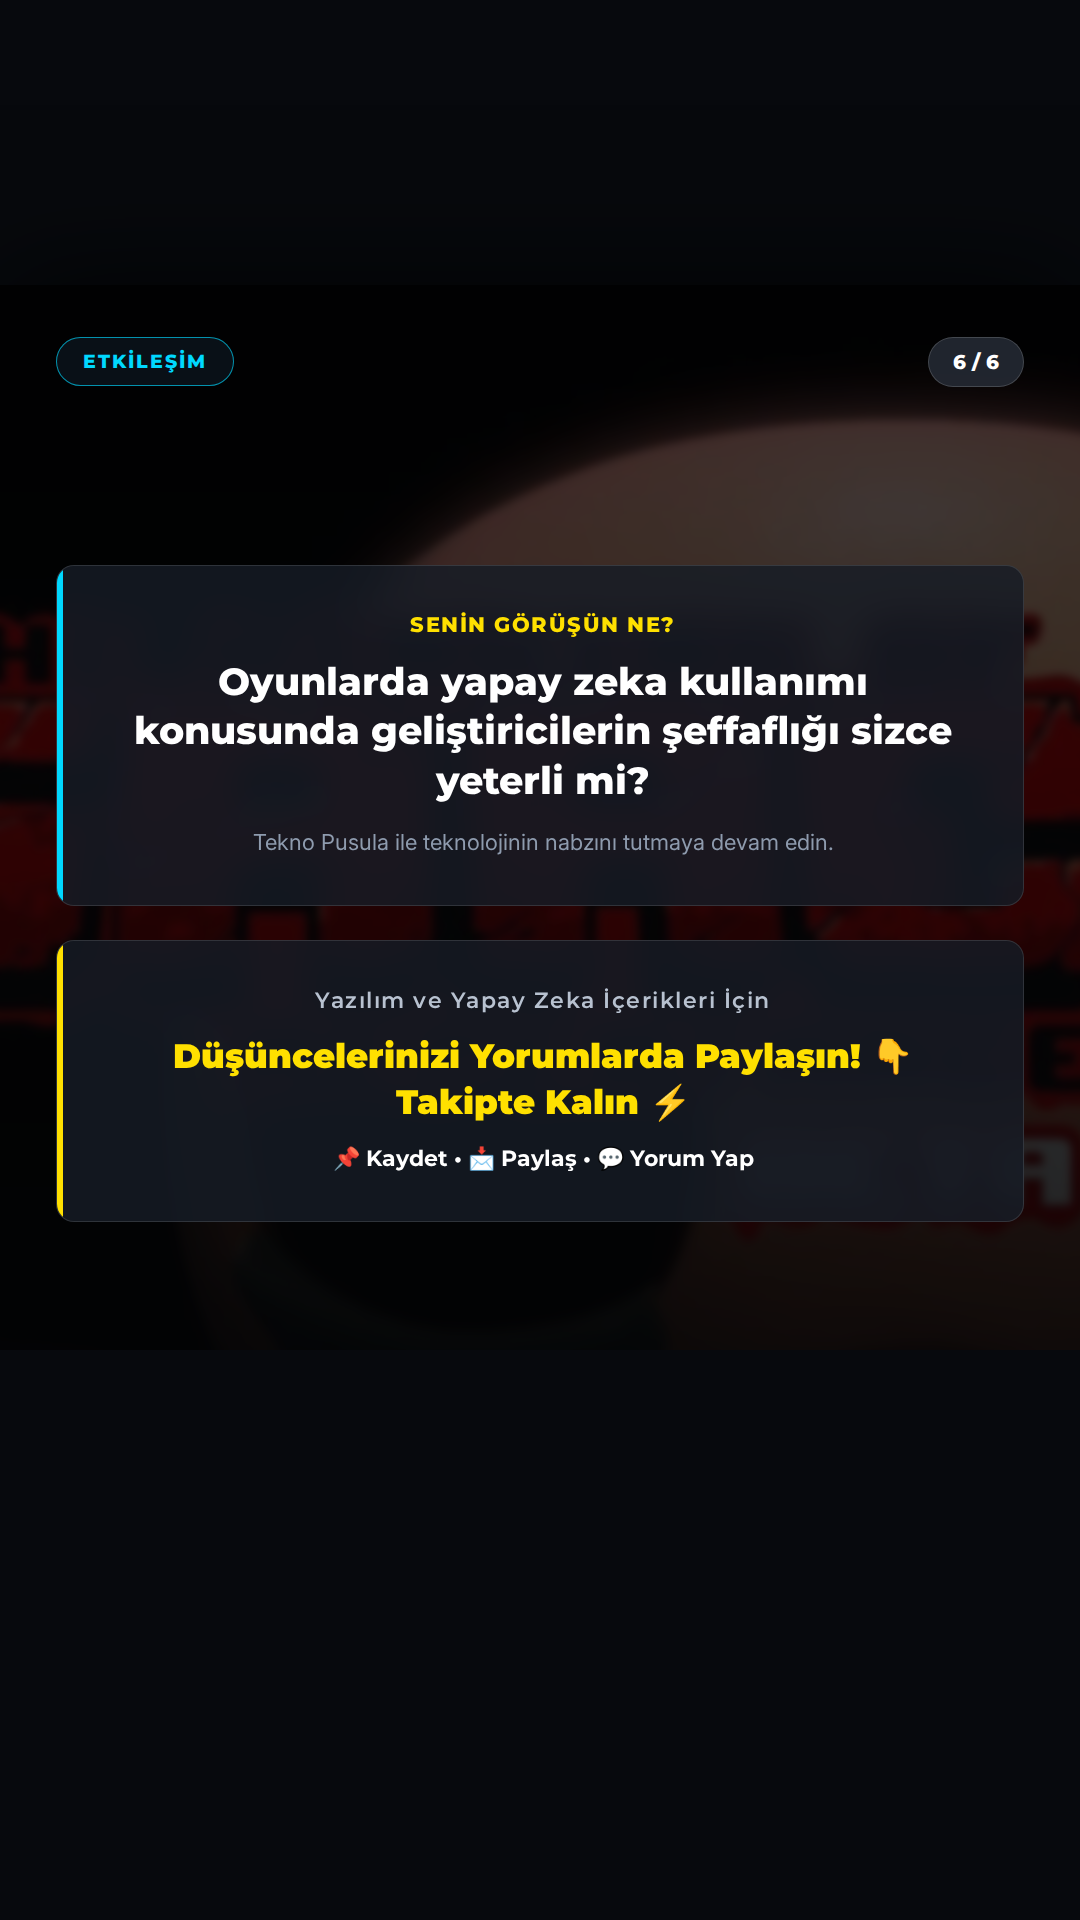 ETKİLEŞİM
6 / 6
SENİN GÖRÜŞÜN NE?
Oyunlarda yapay zeka kullanımı
konusunda geliştiricilerin şeffaflığı sizce
yeterli mi?
Tekno Pusula ile teknolojinin nabzını tutmaya devam edin.
Yazılım ve Yapay Zeka İçerikleri İçin
Düşüncelerinizi Yorumlarda Paylaşın! 👇
Takipte Kalın ⚡
📌 Kaydet • 📩 Paylaş • 💬 Yorum Yap